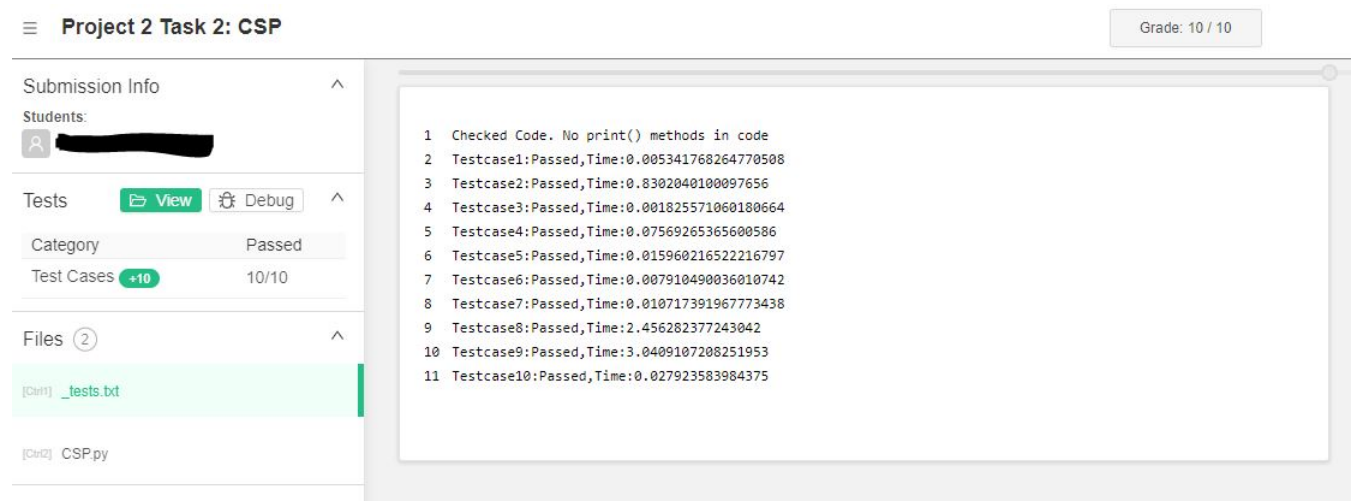 Project 2 Task 2: CSP
Grade: 10 / 10
Submission Info
Students:
Tests View Debug
Category Passed
Test Cases +10 10/10
Files 2
[Ctrl1] _tests.txt
[Ctrl2] CSP.py
1 Checked Code. No print() methods in code
2 Testcase1:Passed,Time:0.005341768264770508
3 Testcase2:Passed,Time:0.8302040100097656
4 Testcase3:Passed,Time:0.001825571060180664
5 Testcase4:Passed,Time:0.07569265365600586
6 Testcase5:Passed,Time:0.015960216522216797
7 Testcase6:Passed,Time:0.007910490036010742
8 Testcase7:Passed,Time:0.010717391967773438
9 Testcase8:Passed,Time:2.456282377243042
10 Testcase9:Passed,Time:3.0409107208251953
11 Testcase10:Passed,Time:0.027923583984375